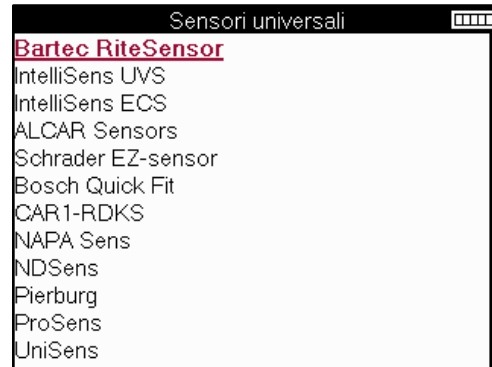 Sensori universali
Bartec RiteSensor
IntelliSens UVS
IntelliSens ECS
ALCAR Sensors
Schrader EZ-sensor
Bosch Quick Fit
CAR1-RDKS
NAPA Sens
NDSens
Pierburg
ProSens
UniSens